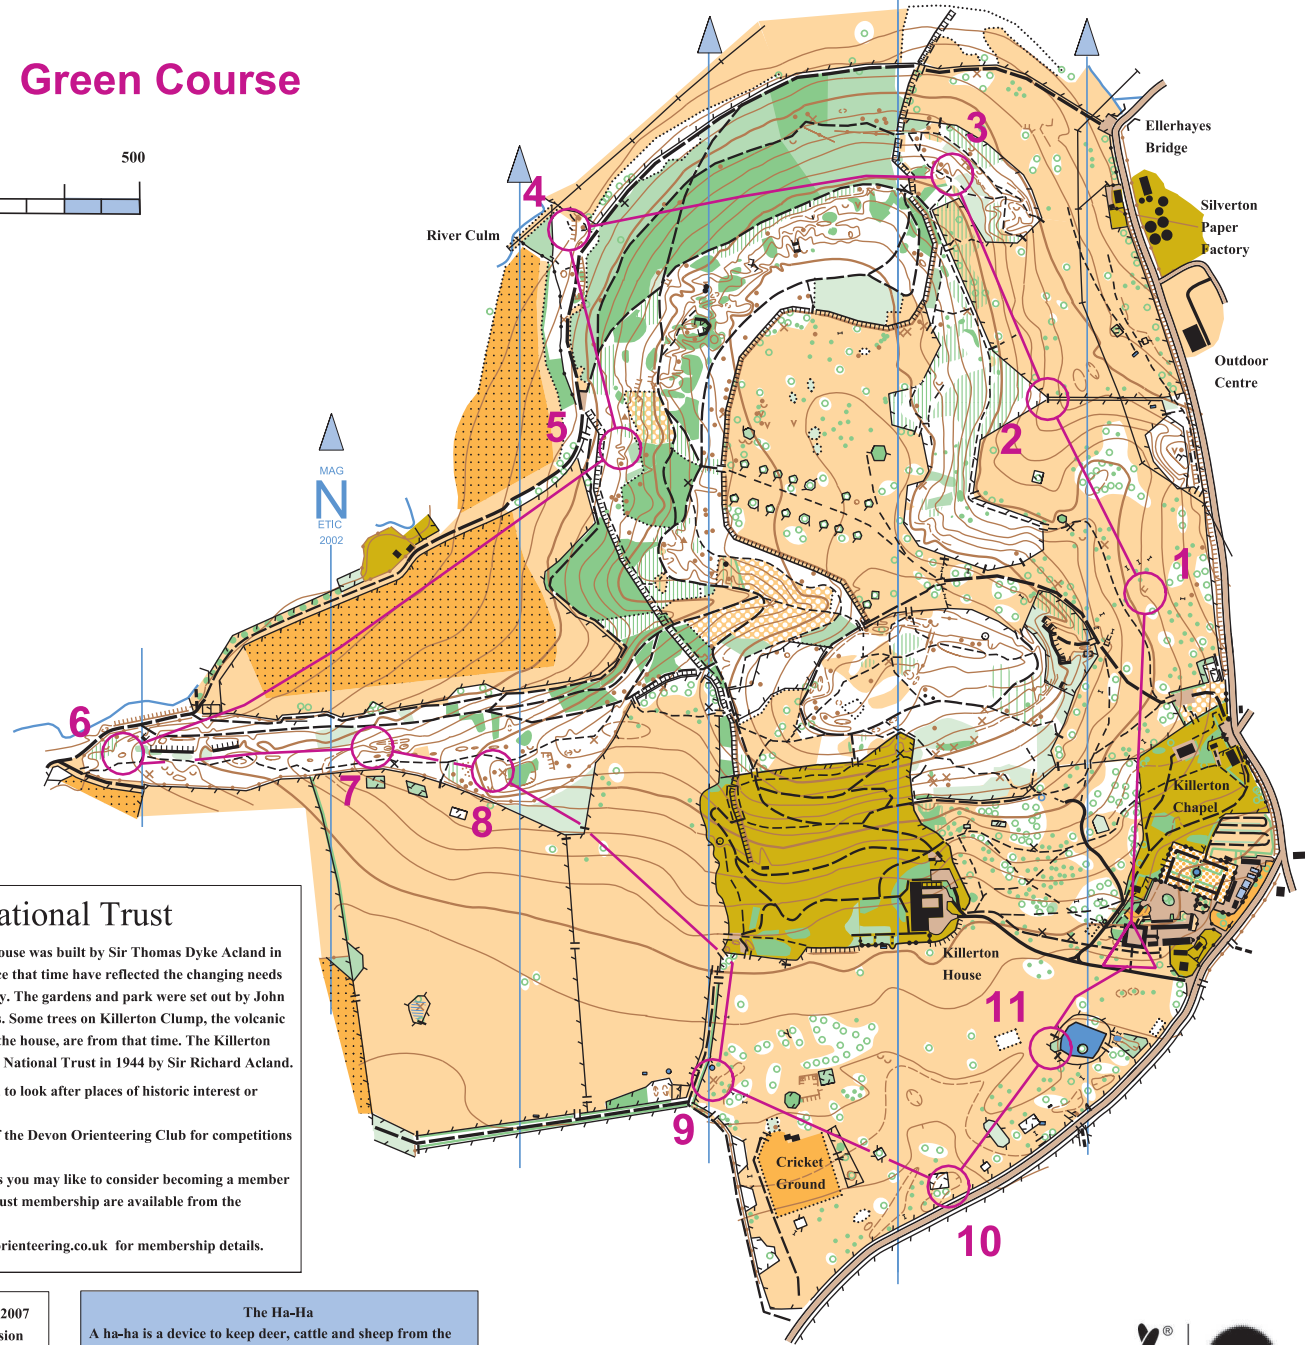 Green Course
500
Ellerhayes
Bridge
Silverton
Paper
Factory
River Culm
Outdoor
Centre
MAG
N
ETIC
2002
1
2
3
4
5
6
7
8
9
10
11
Killerton
Chapel
Killerton
House
Cricket
Ground
ational Trust
ouse was built by Sir Thomas Dyke Acland in
ce that time have reflected the changing needs
y. The gardens and park were set out by John
s. Some trees on Killerton Clump, the volcanic
the house, are from that time. The Killerton
National Trust in 1944 by Sir Richard Acland.
to look after places of historic interest or
f the Devon Orienteering Club for competitions
s you may like to consider becoming a member
ust membership are available from the
orienteering.co.uk for membership details.
2007
sion
The Ha-Ha
A ha-ha is a device to keep deer, cattle and sheep from the
®